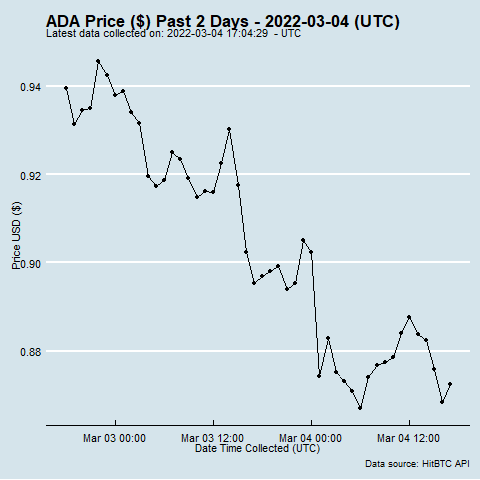 ADA Price ($) Past 2 Days - 2022-03-04 (UTC)
Latest data collected on: 2022-03-04 17:04:29 - UTC
0.94
0.92
0.90
0.88
Price USD ($)
Mar 03 00:00 Mar 03 12:00 Mar 04 00:00 Mar 04 12:00
Date Time Collected (UTC)
Data source: HitBTC API